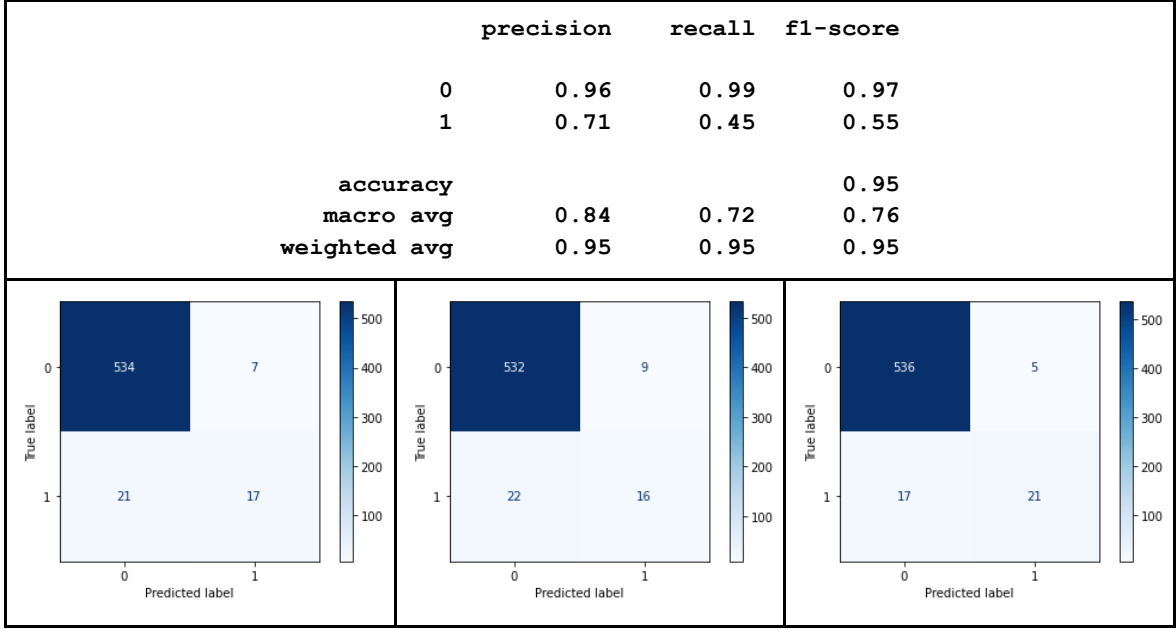 precision recall f1-score
0 0.96 0.99 0.97
1 0.71 0.45 0.55
accuracy 0.95
macro avg 0.84 0.72 0.76
weighted avg 0.95 0.95 0.95
True label
0
1
534 7
21 17
0 1
Predicted label
500
400
300
200
100
True label
0
1
532 9
22 16
0 1
Predicted label
500
400
300
200
100
True label
0
1
536 5
17 21
0 1
Predicted label
500
400
300
200
100